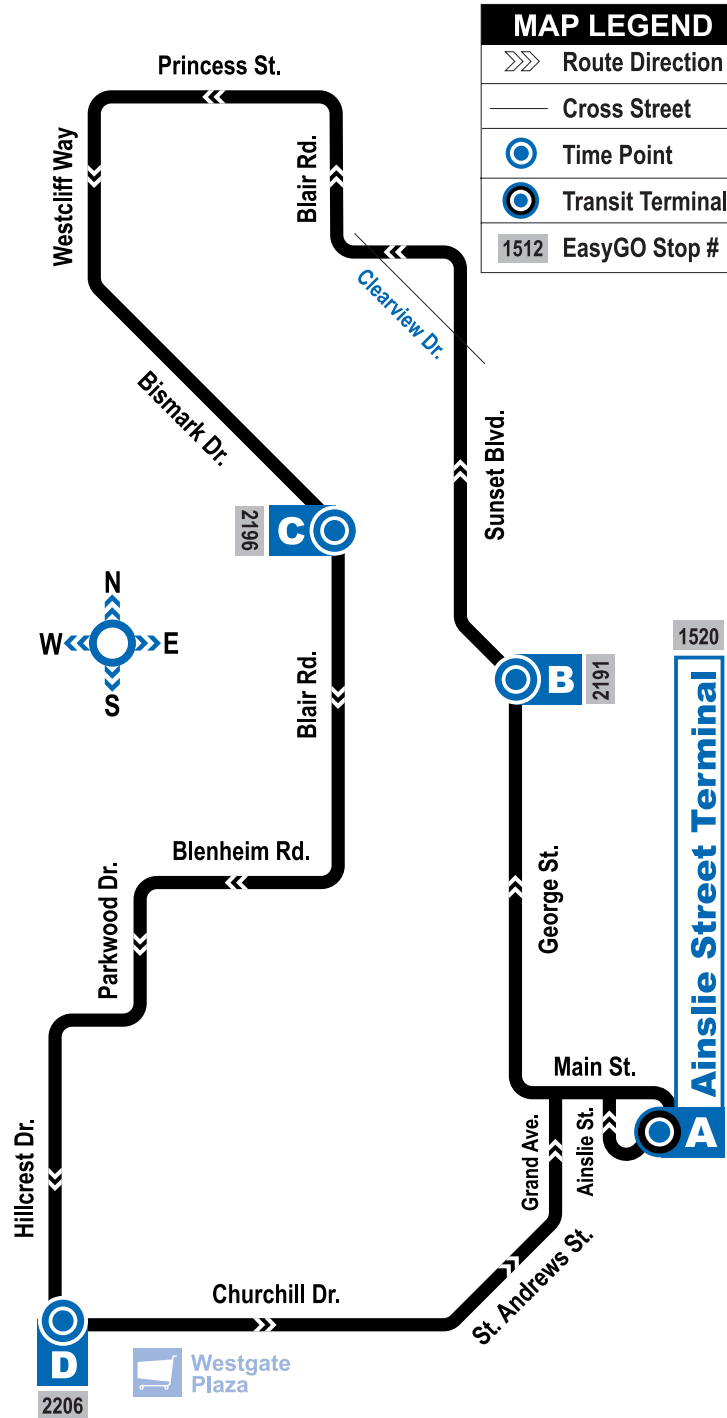 MAP LEGEND
Route Direction
Cross Street
Time Point
Transit Terminal
1512 EasyGO Stop #
Princess St.
Westcliff Way
Blair Rd.
Clearview Dr.
Bismark Dr.
Sunset Blvd.
C
2196
N
W
E
S
B
2191
1520
Ainslie Street Terminal
Blair Rd.
Blenheim Rd.
Parkwood Dr.
George St.
Main St.
A
Grand Ave.
Ainslie St.
Hillcrest Dr.
St. Andrews St.
Churchill Dr.
D
2206
Westgate
Plaza